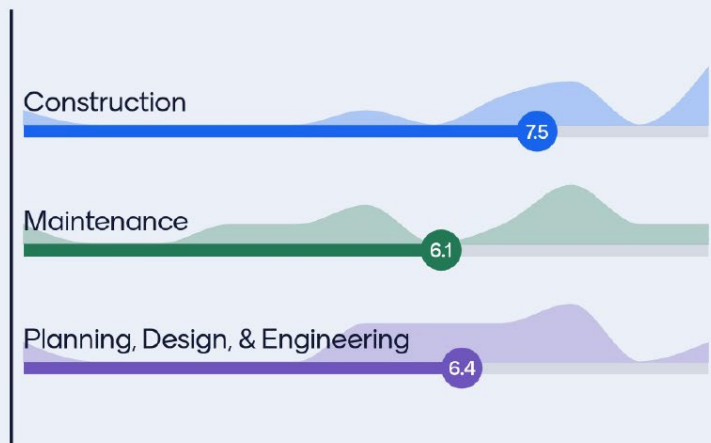 Construction
7.5
Maintenance
6.1
Planning, Design, & Engineering
6.4